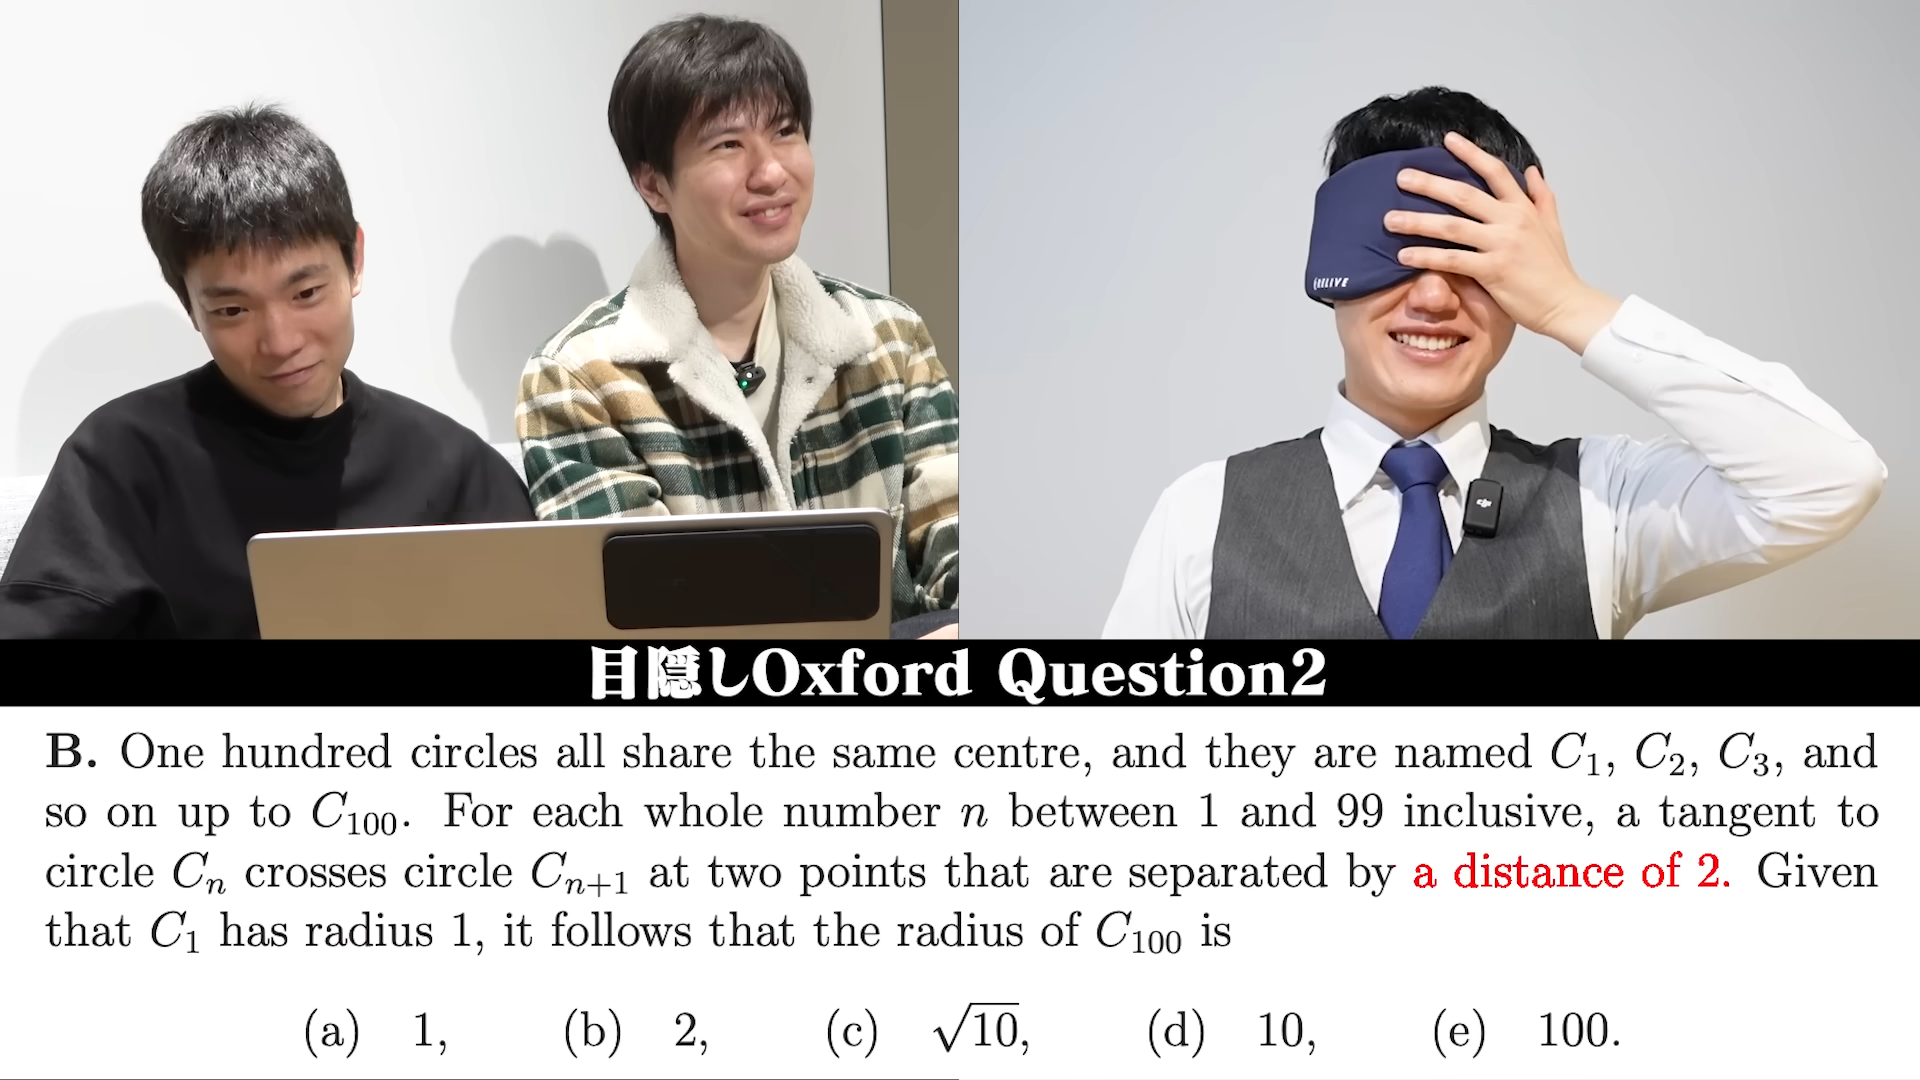 目隠しOxford Question2
B. One hundred circles all share the same centre, and they are named C₁, C₂, C₃, and
so on up to C₁₀₀. For each whole number n between 1 and 99 inclusive, a tangent to
circle Cₙ crosses circle Cₙ₊₁ at two points that are separated by a distance of 2. Given
that C₁ has radius 1, it follows that the radius of C₁₀₀ is
(a) 1, (b) 2, (c) √10, (d) 10, (e) 100.